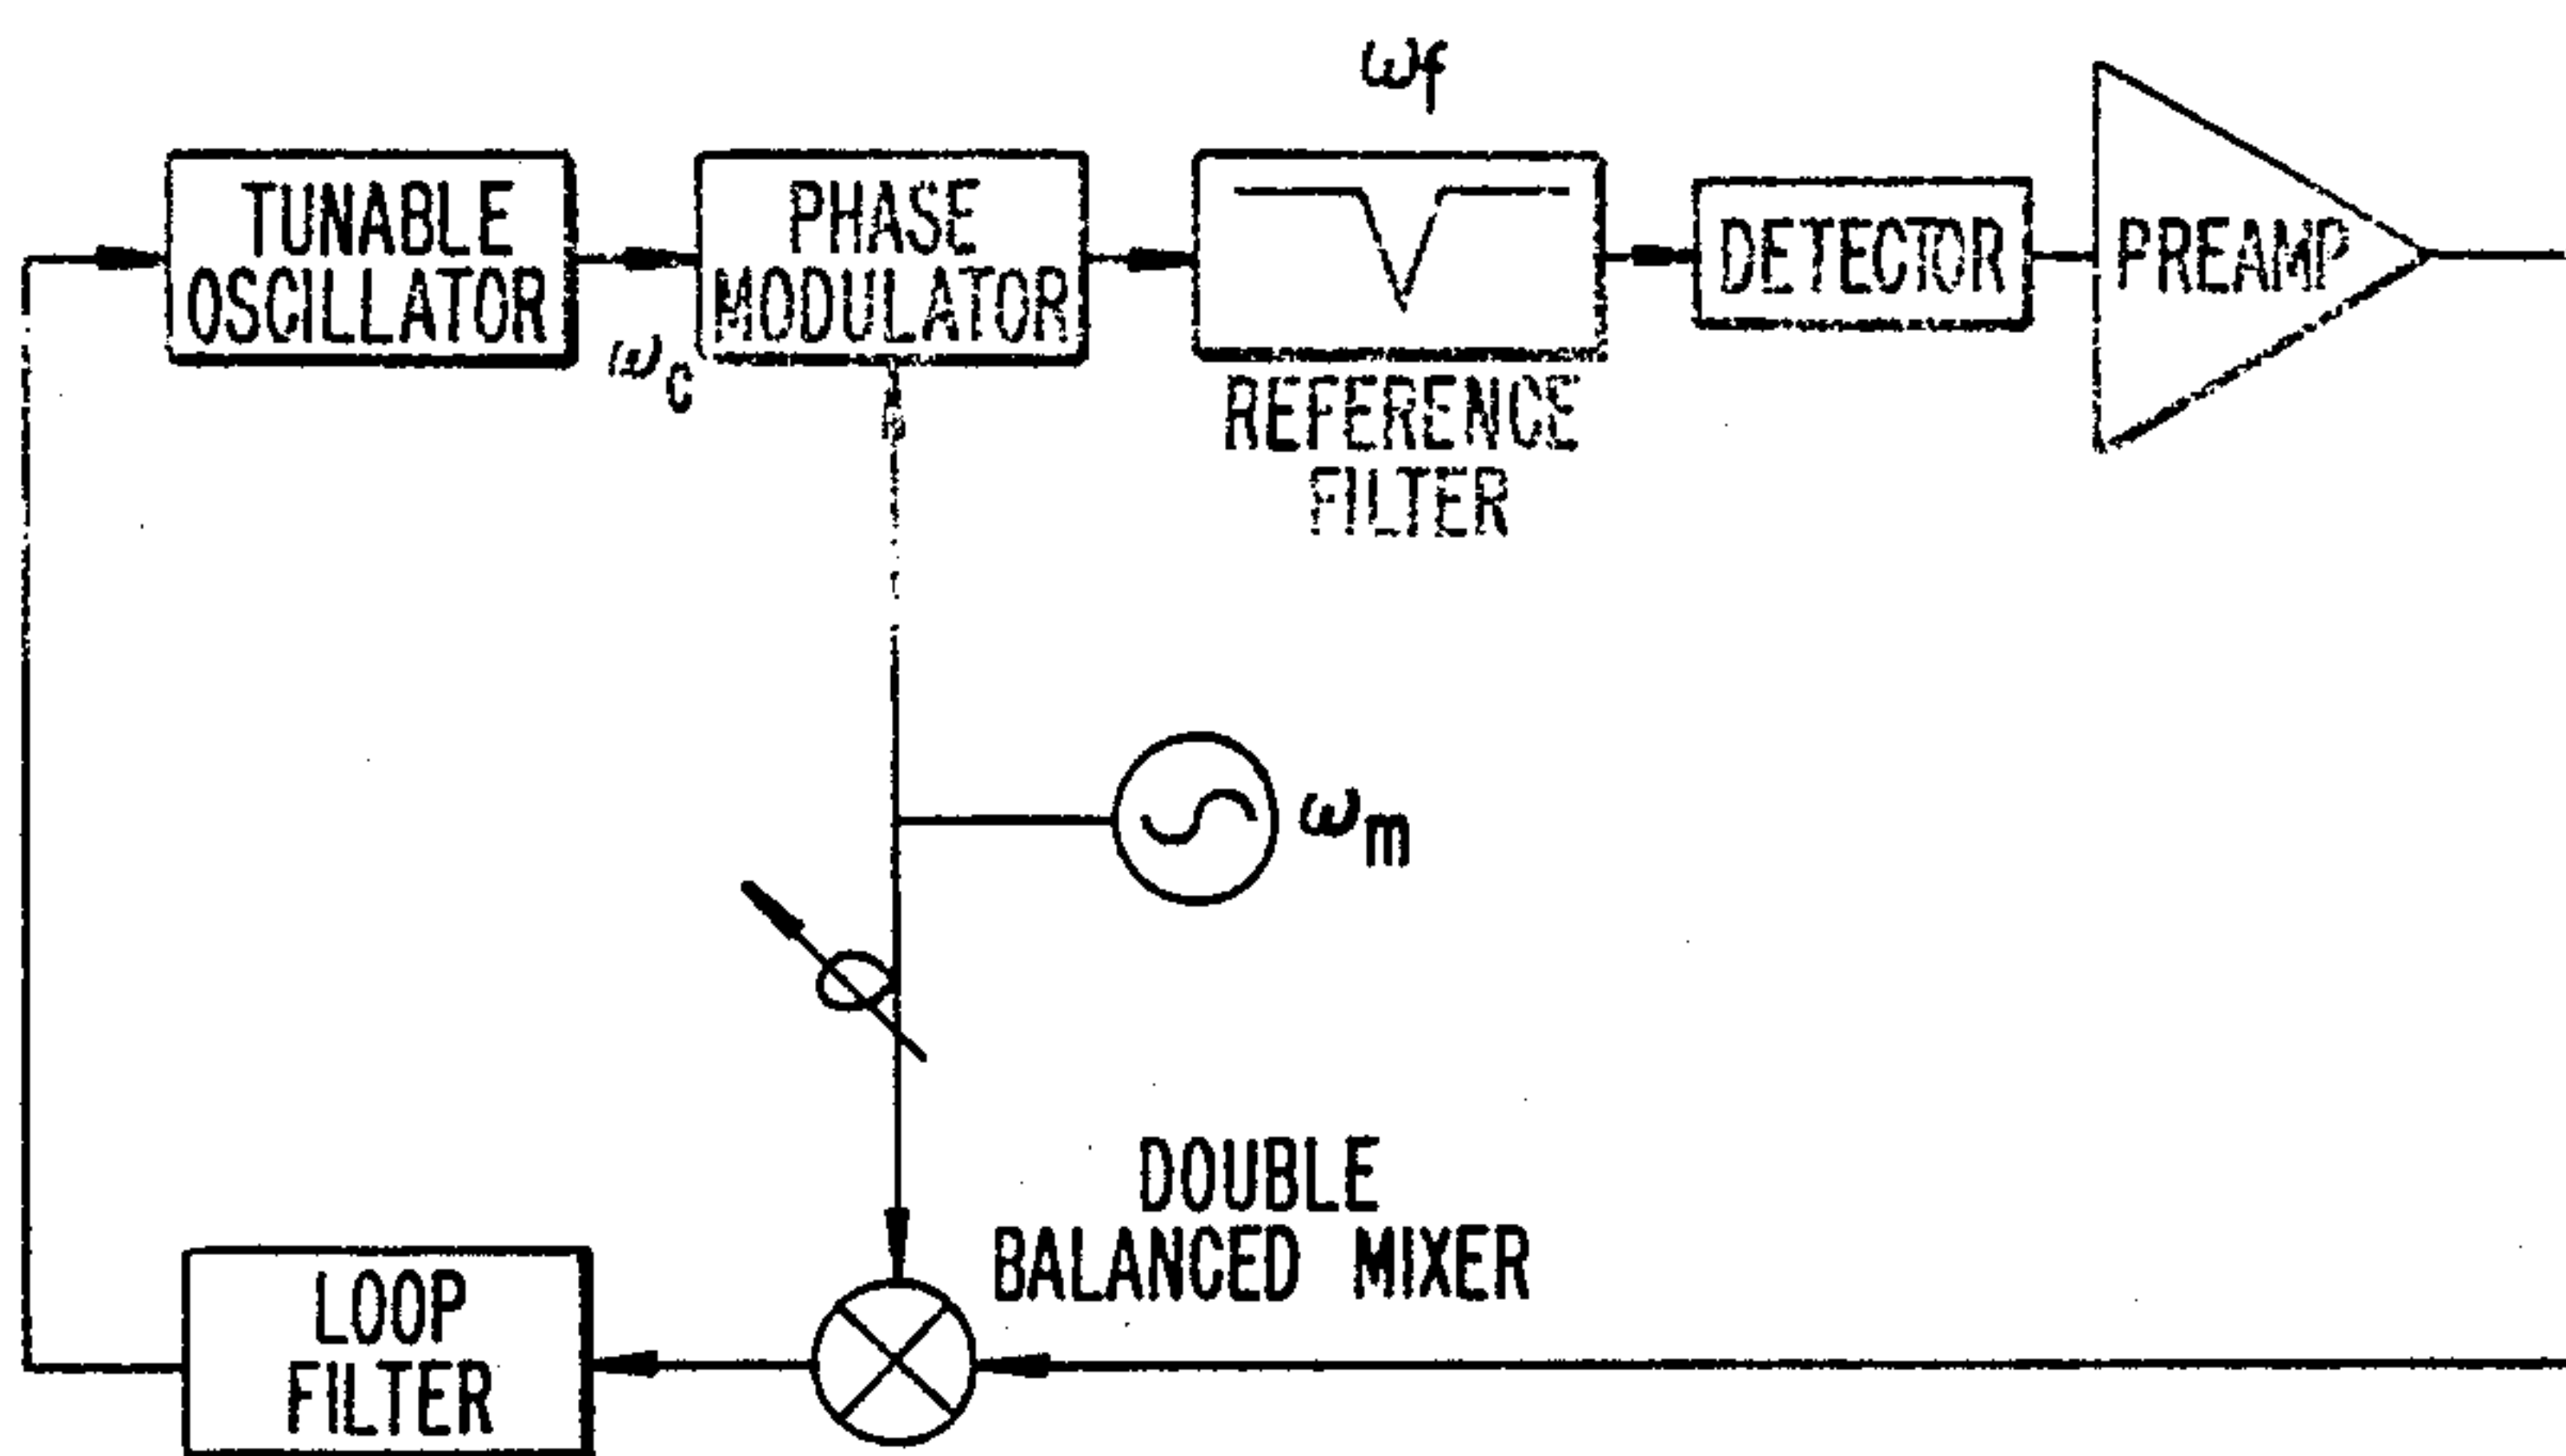 ωf
TUNABLE
OSCILLATOR
ωc
PHASE
MODULATOR
REFERENCE
FILTER
DETECTOR
PREAMP
ωm
DOUBLE
BALANCED MIXER
LOOP
FILTER